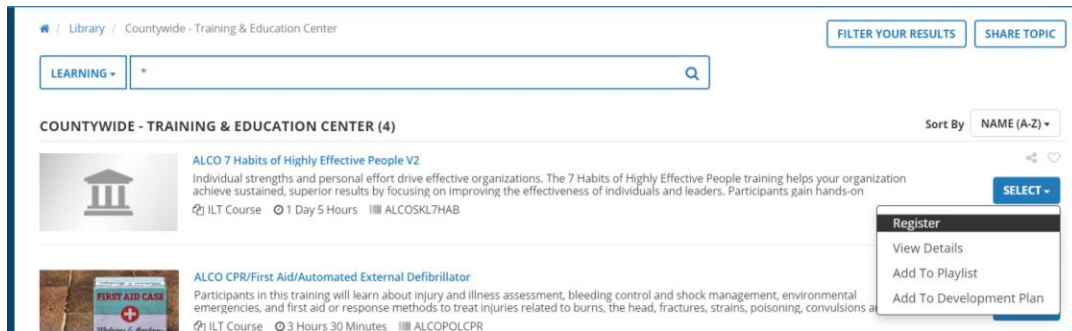 / Library / Countywide - Training & Education Center
FILTER YOUR RESULTS
SHARE TOPIC
LEARNING
*
COUNTYWIDE - TRAINING & EDUCATION CENTER (4)
Sort By NAME (A-Z)
ALCO 7 Habits of Highly Effective People V2
Individual strengths and personal effort drive effective organizations. The 7 Habits of Highly Effective People training helps your organization
achieve sustained, superior results by focusing on improving the effectiveness of individuals and leaders. Participants gain hands-on
ILT Course 1 Day 5 Hours ALCOSKL7HAB
SELECT
Register
View Details
Add To Playlist
Add To Development Plan
FIRST AID CASE
ALCO CPR/First Aid/Automated External Defibrillator
Participants in this training will learn about injury and illness assessment, bleeding control and shock management, environmental
emergencies, and first aid or response methods to treat injuries related to burns, the head, fractures, strains, poisoning, convulsions
ILT Course 3 Hours 30 Minutes ALCOPOLCPR